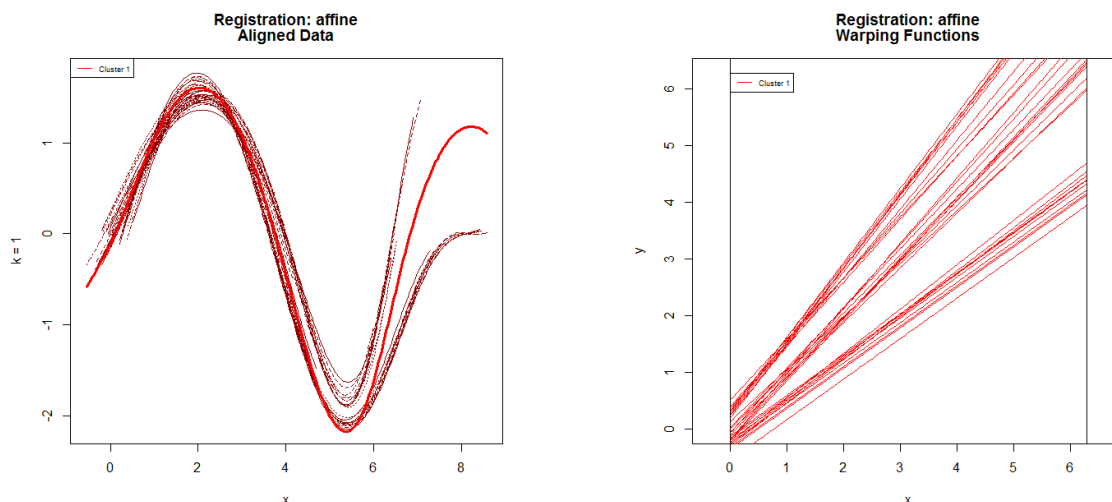 Registration: affine
Aligned Data
Cluster 1
k = 1
1
0
-1
-2
0
2
4
6
8
x
Registration: affine
Warping Functions
Cluster 1
y
6
5
4
3
2
1
0
0
1
2
3
4
5
6
x